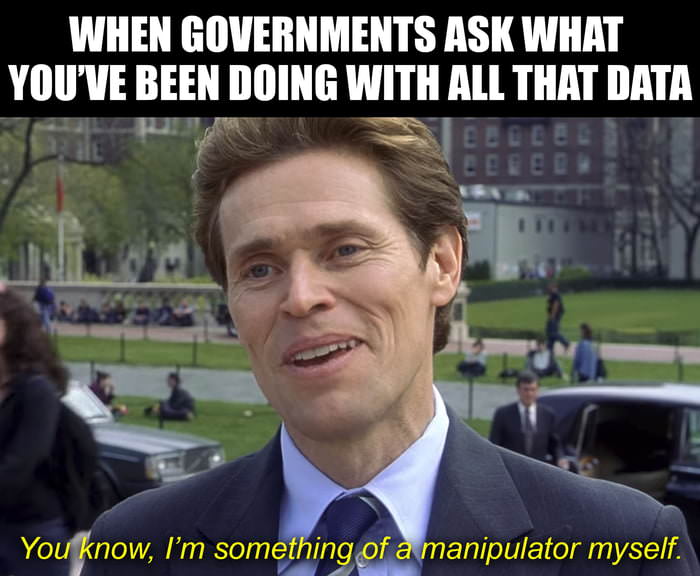 WHEN GOVERNMENTS ASK WHAT
YOU'VE BEEN DOING WITH ALL THAT DATA
You know, I'm something of a manipulator myself.